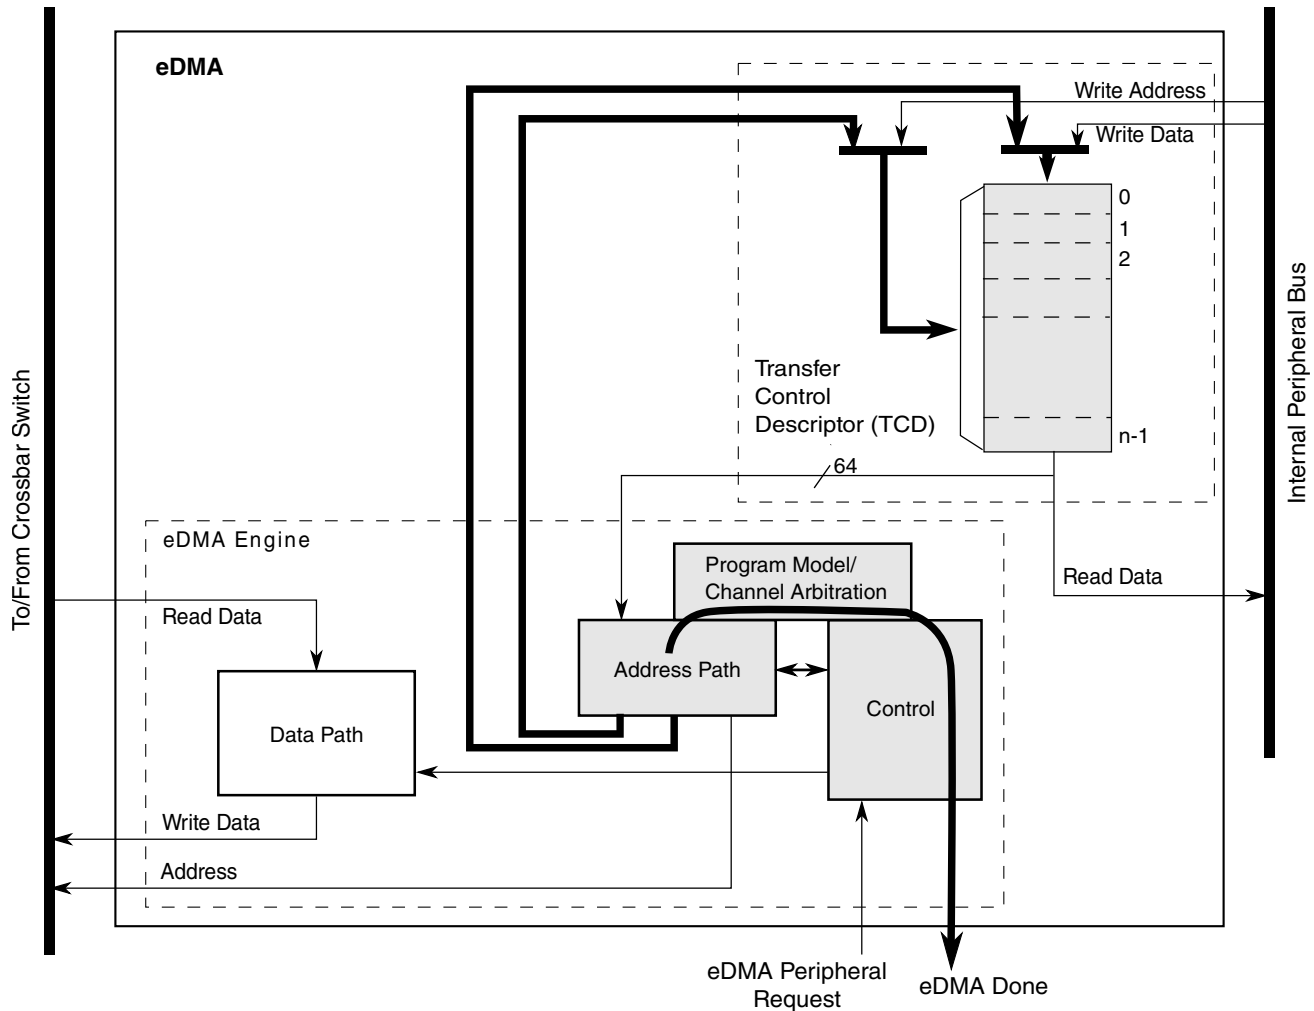 eDMA
Write Address
Write Data
0
1
2
n-1
Transfer
Control
Descriptor (TCD)
64
To/From Crossbar Switch
Internal Peripheral Bus
eDMA Engine
Program Model/
Channel Arbitration
Read Data
Read Data
Address Path
Control
Data Path
Write Data
Address
eDMA Peripheral
Request
eDMA Done